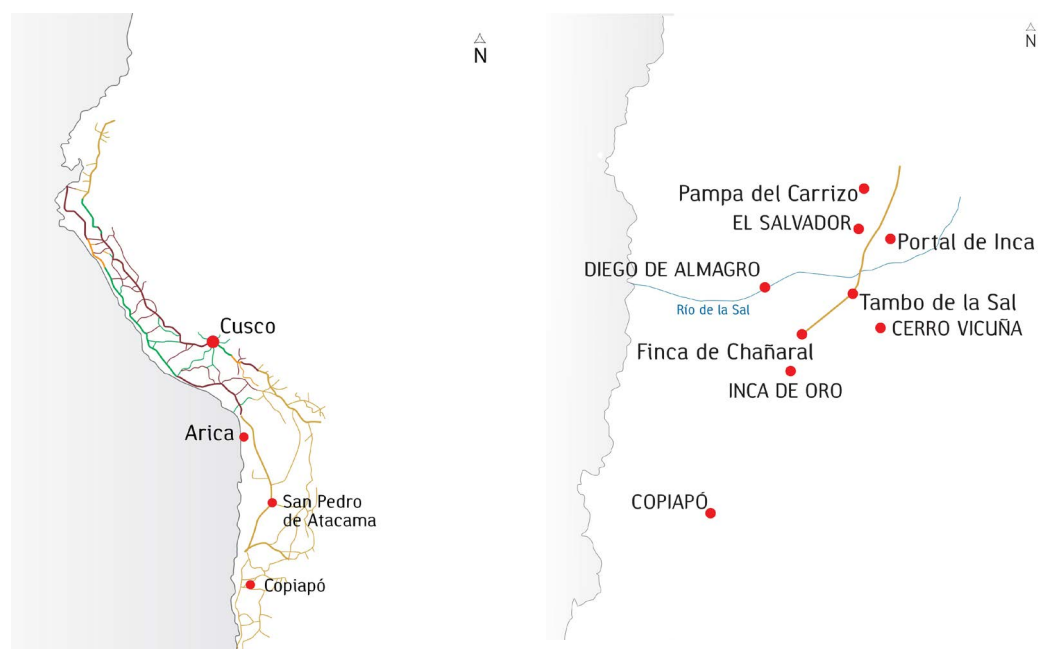 N
Cusco
Arica
San Pedro
de Atacama
Copiapó
N
Pampa del Carrizo
EL SALVADOR
Portal de Inca
DIEGO DE ALMAGRO
Río de la Sal
Tambo de la Sal
CERRO VICUÑA
Finca de Chañaral
INCA DE ORO
COPIAPÓ